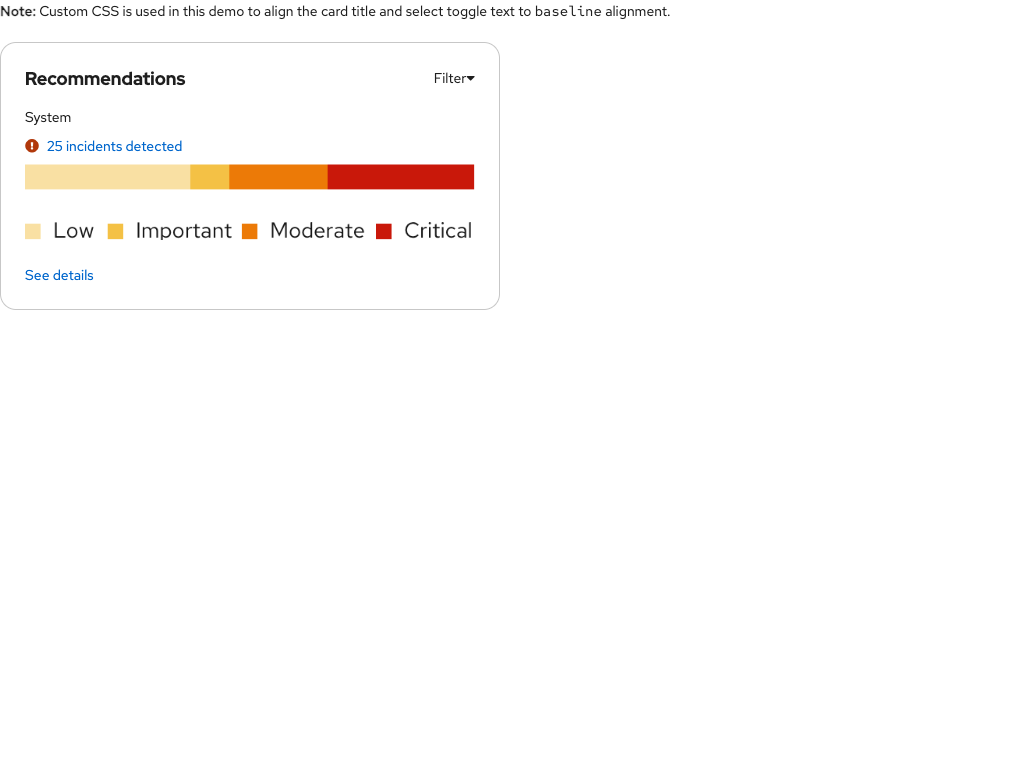 Note: Custom CSS is used in this demo to align the card title and select toggle text to baseline alignment.
Recommendations
Filter
System
25 incidents detected
Low Important Moderate Critical
See details